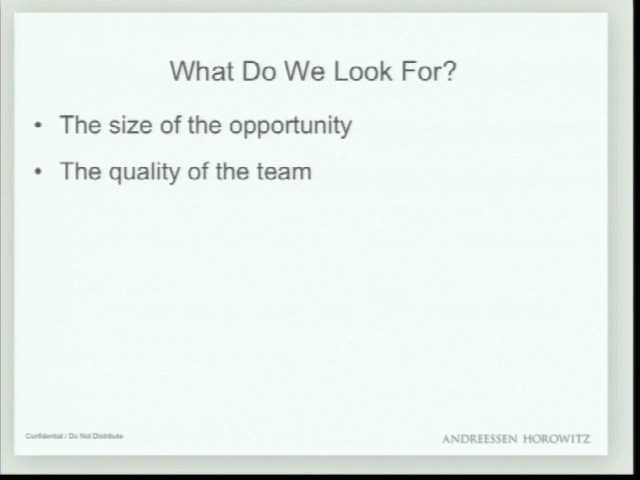 What Do We Look For?
• The size of the opportunity
• The quality of the team
Confidential / Do Not Distribute
ANDREESSEN HOROWITZ